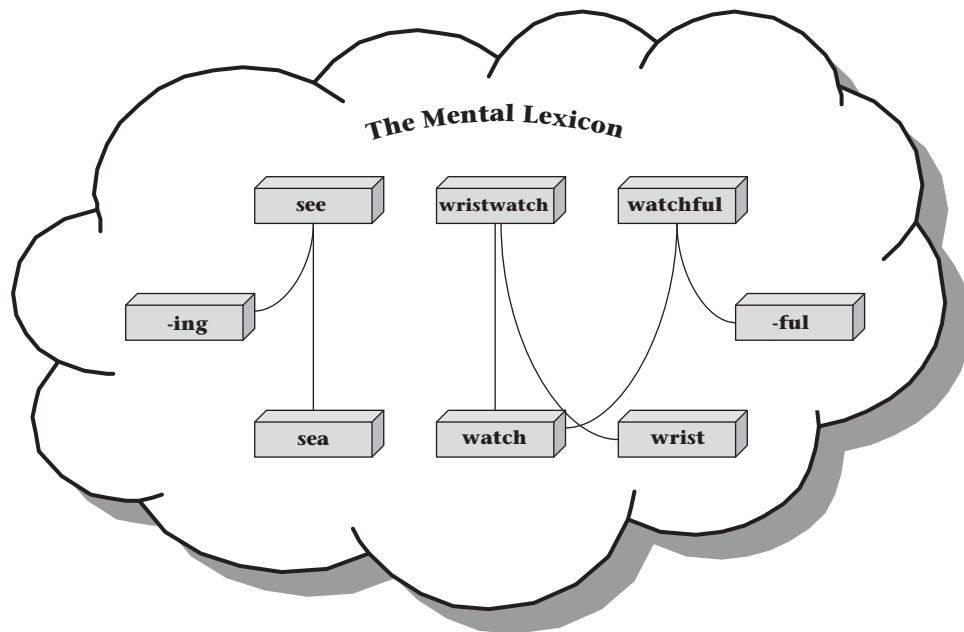 The Mental Lexicon
see
wristwatch
watchful
-ing
-ful
sea
watch
wrist